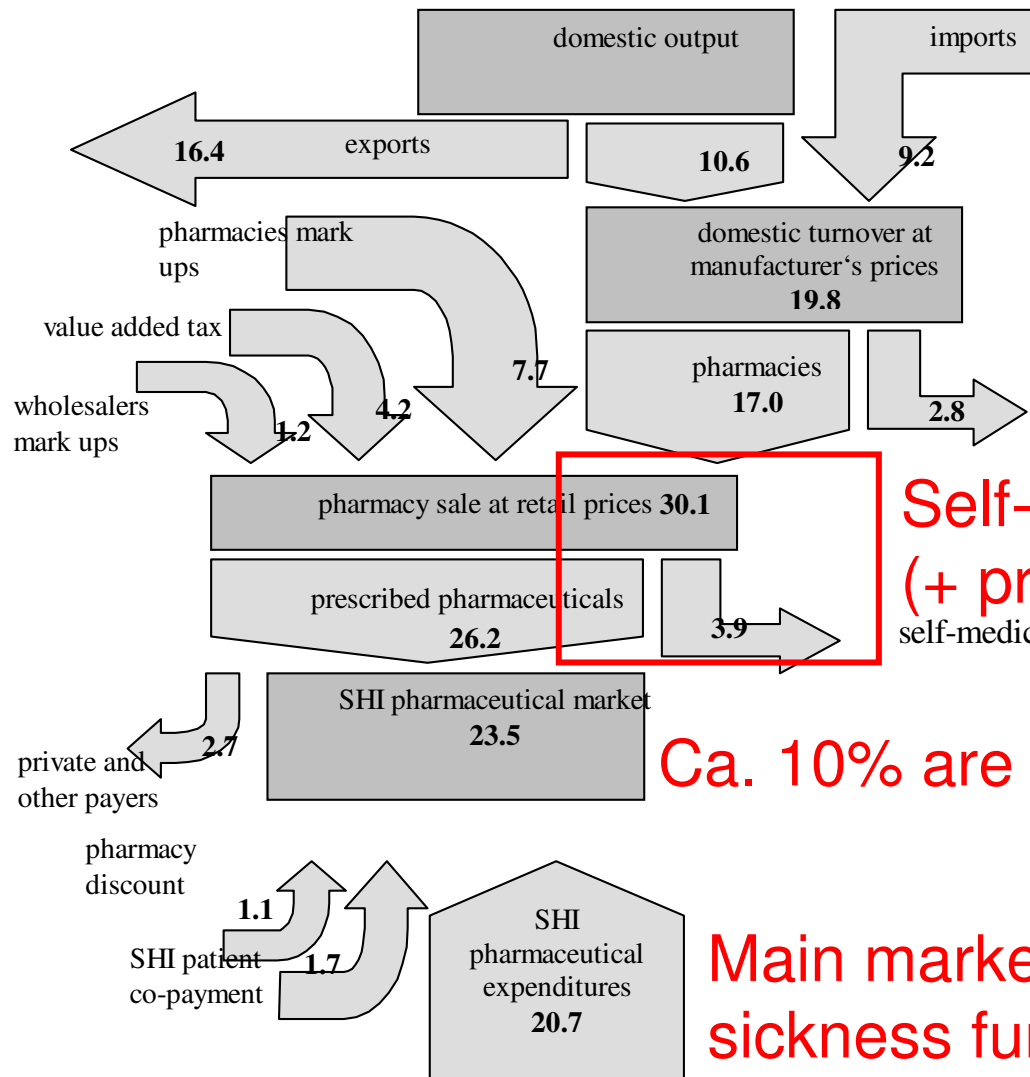 domestic output
imports
exports
16.4
10.6
9.2
pharmacies mark
ups
domestic turnover at
manufacturer‘s prices
19.8
value added tax
7.7
pharmacies
17.0
2.8
wholesalers
mark ups
1.2
4.2
pharmacy sale at retail prices 30.1
Self-
(+ pr
prescribed pharmaceuticals
26.2
3.9
self-medic
SHI pharmaceutical market
23.5
2.7
private and
other payers
Ca. 10% are
pharmacy
discount
1.1
SHI patient
co-payment
1.7
SHI
pharmaceutical
expenditures
20.7
Main marke
sickness fu